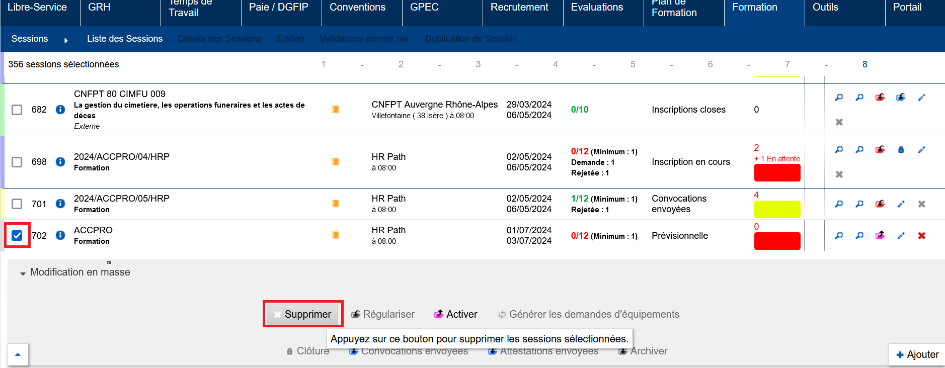 Libre-Service GRH Temps de Travail Paie / DGFIP Conventions GPEC Recrutement Evaluations Plan de Formation Formation Outils Portail
Sessions Liste des Sessions Détails des Sessions Edition Validations dernier niv. Duplication de Session
356 sessions sélectionnées 1 - 2 - 3 - 4 - 5 - 6 - 7 - 8
CNFPT 80 CIMFU 009
682 La gestion du cimetiere, les operations funeraires et les actes de décès CNFPT Auvergne Rhône-Alpes 29/03/2024 0/10 Inscriptions closes 0
Externe Villefontaine ( 38 Isère ) à 08:00 06/05/2024
698 2024/ACCPRO/04/HRP HR Path 02/05/2024 0/12 (Minimum : 1) Inscription en cours 2
Formation à 08:00 06/05/2024 Demande : 1 + 1 En attente
Rejetée : 1
701 2024/ACCPRO/05/HRP HR Path 02/05/2024 1/12 (Minimum : 1) Convocations envoyées 4
Formation à 08:00 06/05/2024 Rejetée : 1
702 ACCPRO HR Path 01/07/2024 0/12 (Minimum : 1) Prévisionnelle 0
Formation à 08:00 03/07/2024
Modification en masse
Supprimer Régulariser Activer Générer les demandes d'équipements
Appuyez sur ce bouton pour supprimer les sessions sélectionnées.
Clôture Convocations envoyées Attestations envoyées Archiver
+ Ajouter